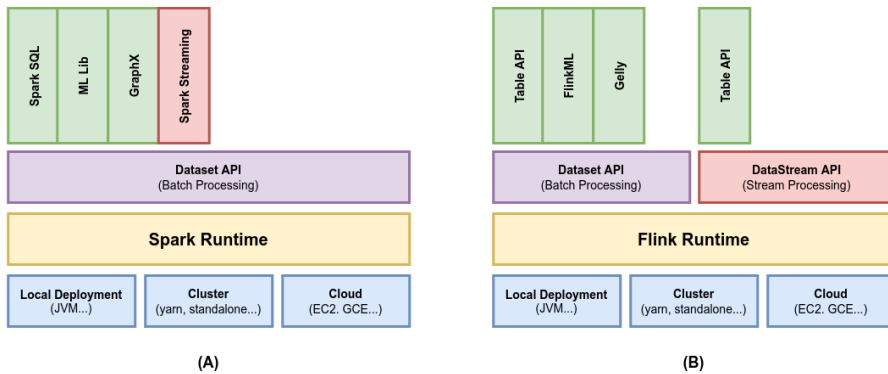 Spark SQL
ML Lib
GraphX
Spark Streaming
Dataset API
(Batch Processing)
Spark Runtime
Local Deployment
(JVM...)
Cluster
(yarn, standalone...)
Cloud
(EC2. GCE...)
(A)
Table API
FlinkML
Gelly
Table API
Dataset API
(Batch Processing)
DataStream API
(Stream Processing)
Flink Runtime
Local Deployment
(JVM...)
Cluster
(yarn, standalone...)
Cloud
(EC2. GCE...)
(B)